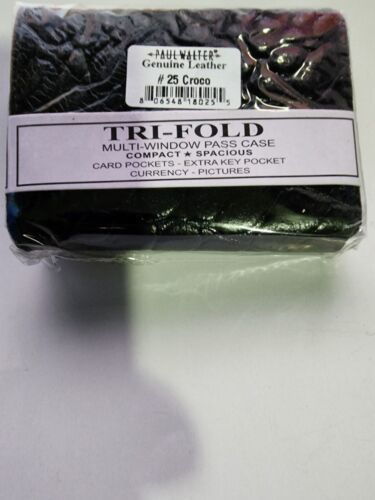 PAUL WALTER®
Genuine Leather
# 25 Croco
8 06548 18025 5
TRI-FOLD
MULTI-WINDOW PASS CASE
COMPACT ★ SPACIOUS
CARD POCKETS - EXTRA KEY POCKET
CURRENCY - PICTURES